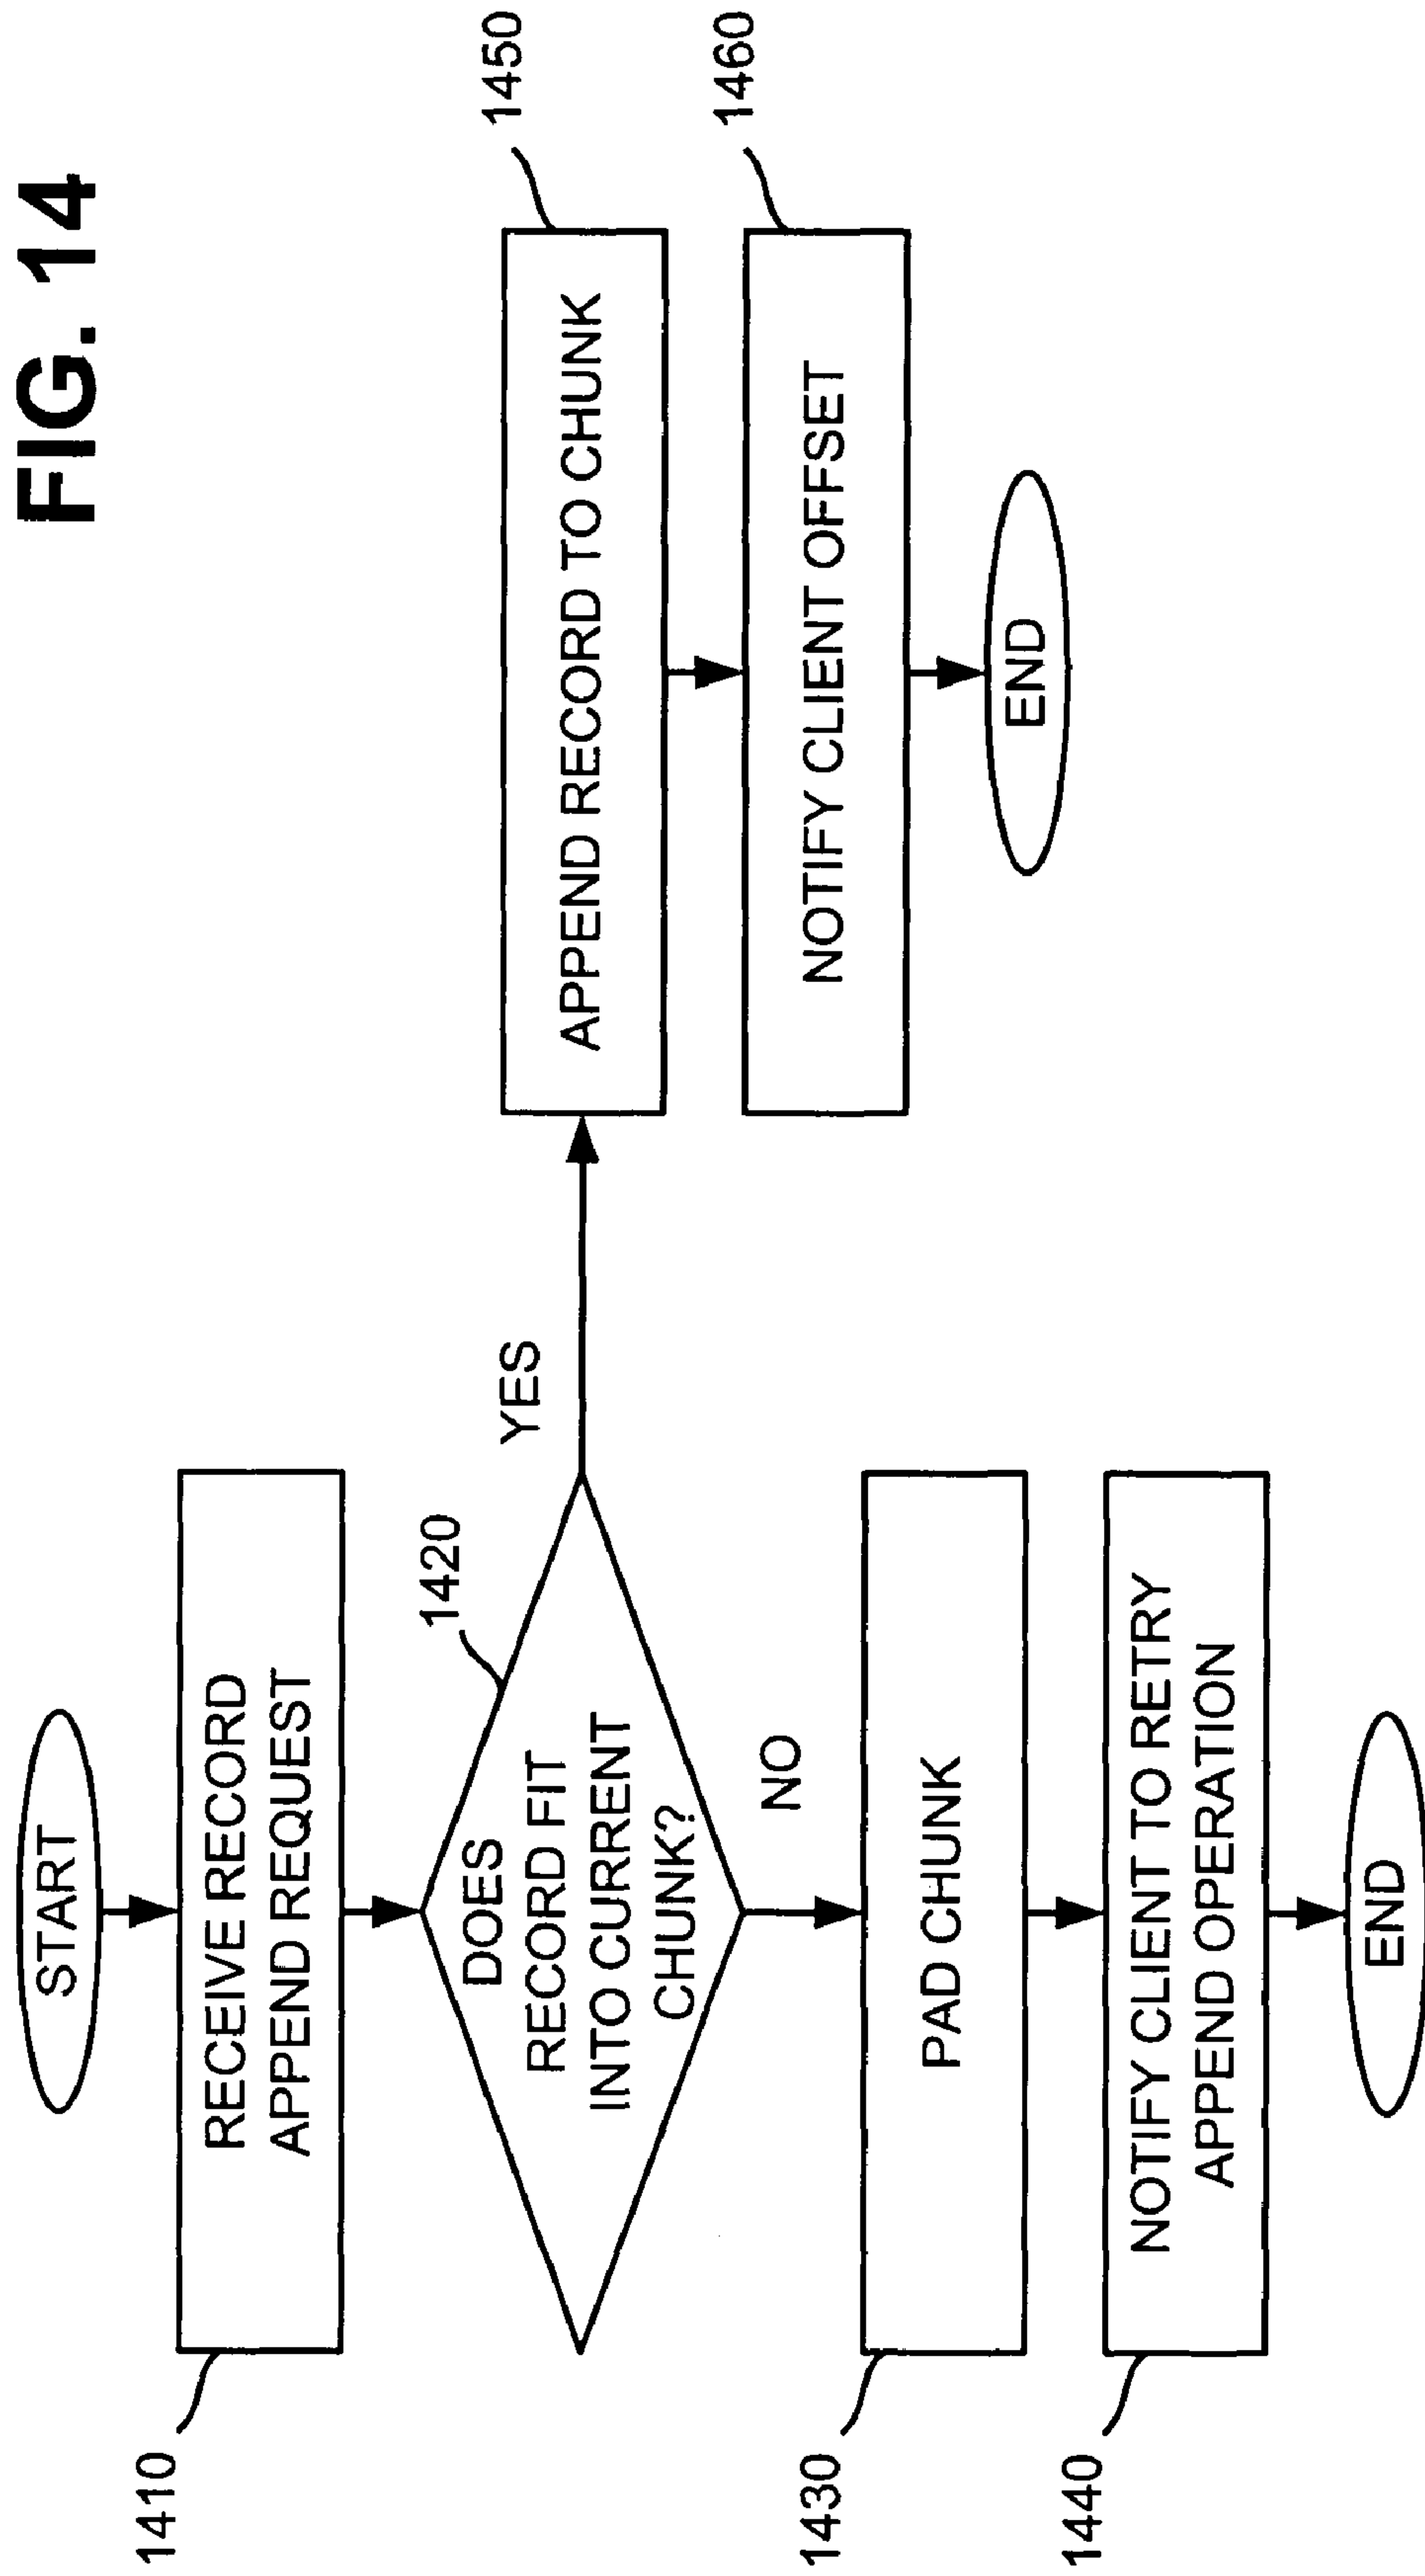 FIG. 14
START
1410
RECEIVE RECORD
APPEND REQUEST
1420
DOES
RECORD FIT
INTO CURRENT
CHUNK?
YES
NO
1430
PAD CHUNK
1440
NOTIFY CLIENT TO RETRY
APPEND OPERATION
END
1450
APPEND RECORD TO CHUNK
1460
NOTIFY CLIENT OFFSET
END